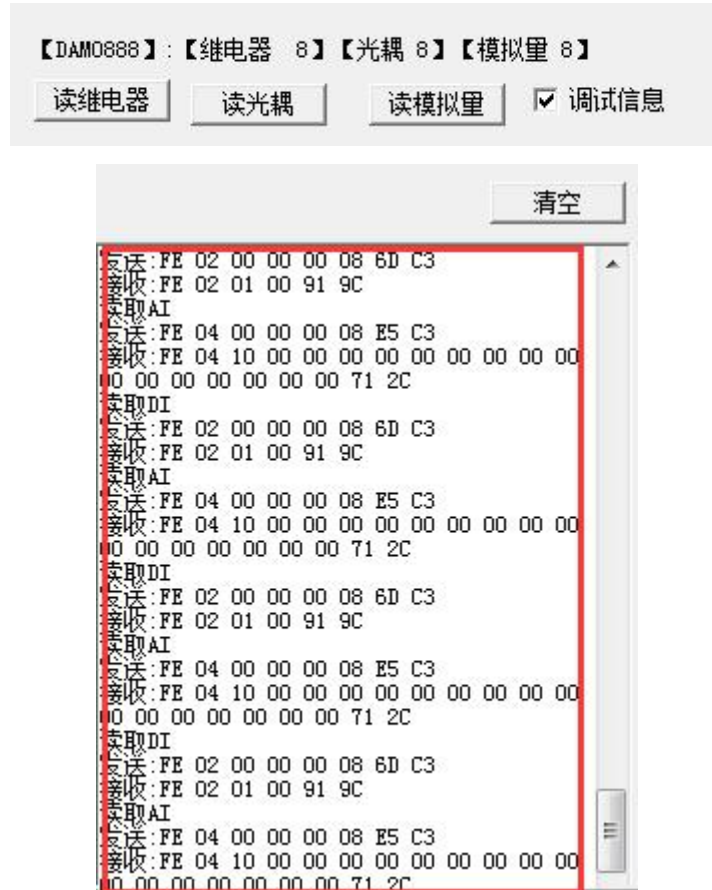 【DAM0888】:【继电器 8】【光耦 8】【模拟量 8】
读继电器 读光耦 读模拟量 调试信息
清空
发送:FE 02 00 00 00 08 6D C3
接收:FE 02 01 00 91 9C
读取AI
发送:FE 04 00 00 00 08 E5 C3
接收:FE 04 10 00 00 00 00 00 00 00 00 00
00 00 00 00 00 00 00 71 2C
读取DI
发送:FE 02 00 00 00 08 6D C3
接收:FE 02 01 00 91 9C
读取AI
发送:FE 04 00 00 00 08 E5 C3
接收:FE 04 10 00 00 00 00 00 00 00 00 00
00 00 00 00 00 00 00 71 2C
读取DI
发送:FE 02 00 00 00 08 6D C3
接收:FE 02 01 00 91 9C
读取AI
发送:FE 04 00 00 00 08 E5 C3
接收:FE 04 10 00 00 00 00 00 00 00 00 00
00 00 00 00 00 00 00 71 2C
读取DI
发送:FE 02 00 00 00 08 6D C3
接收:FE 02 01 00 91 9C
读取AI
发送:FE 04 00 00 00 08 E5 C3
接收:FE 04 10 00 00 00 00 00 00 00 00 00
00 00 00 00 00 00 00 71 2C